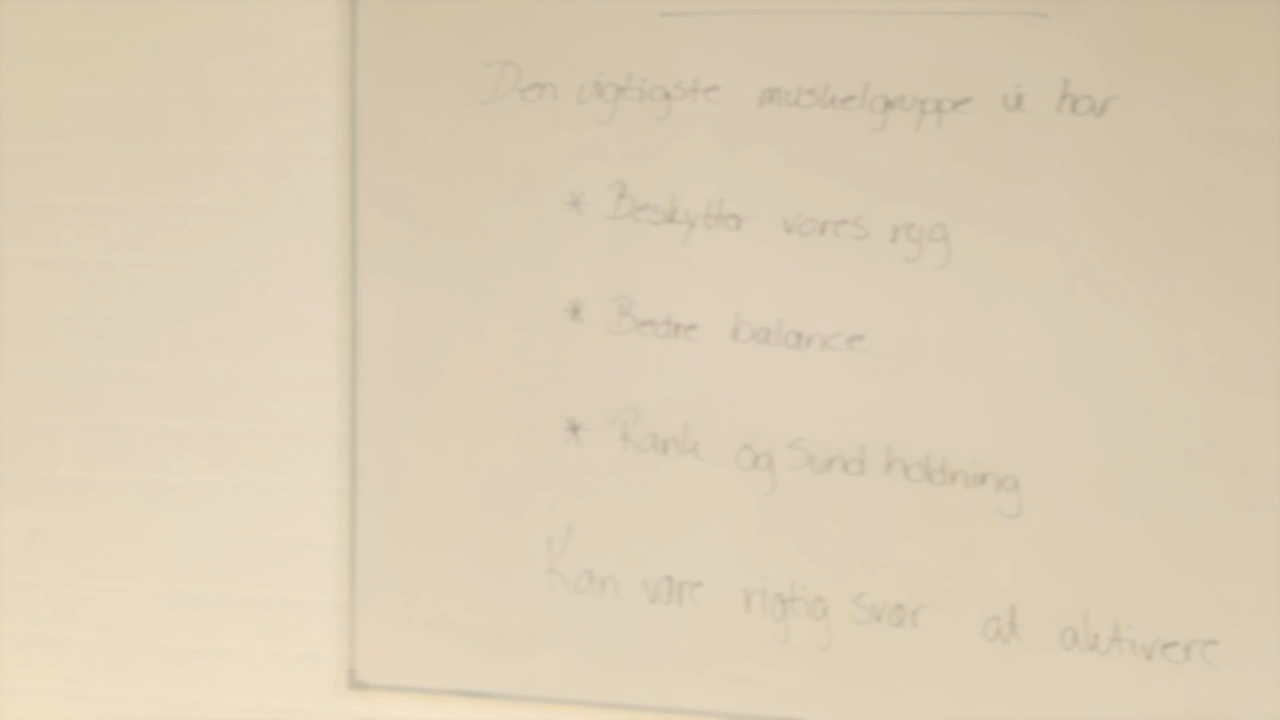 Den vigtigste muskelgruppe vi har
* Beskytter vores ryg
* Bedre balance
* Rank og sund holdning
Kan være rigtig svær at aktivere